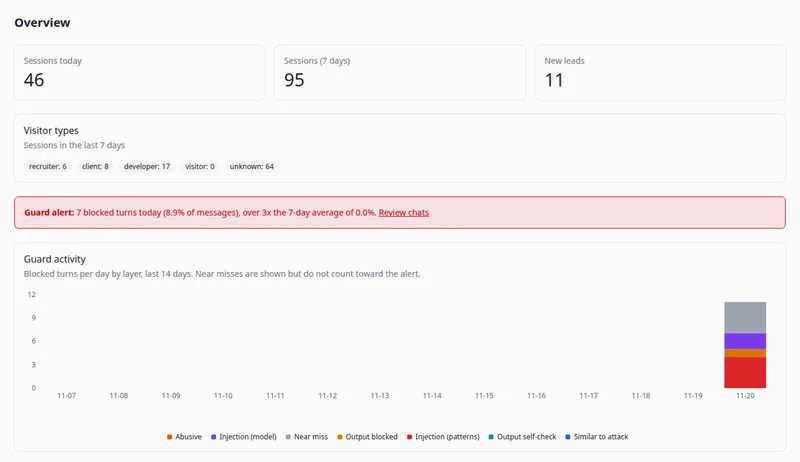 Overview
Sessions today
46
Sessions (7 days)
95
New leads
11
Visitor types
Sessions in the last 7 days
recruiter: 6 client: 8 developer: 17 visitor: 0 unknown: 64
Guard alert: 7 blocked turns today (8.9% of messages), over 3x the 7-day average of 0.0%. Review chats
Guard activity
Blocked turns per day by layer, last 14 days. Near misses are shown but do not count toward the alert.
12
9
6
3
0
11-07 11-08 11-09 11-10 11-11 11-12 11-13 11-14 11-15 11-16 11-17 11-18 11-19 11-20
Abusive Injection (model) Near miss Output blocked Injection (patterns) Output self-check Similar to attack